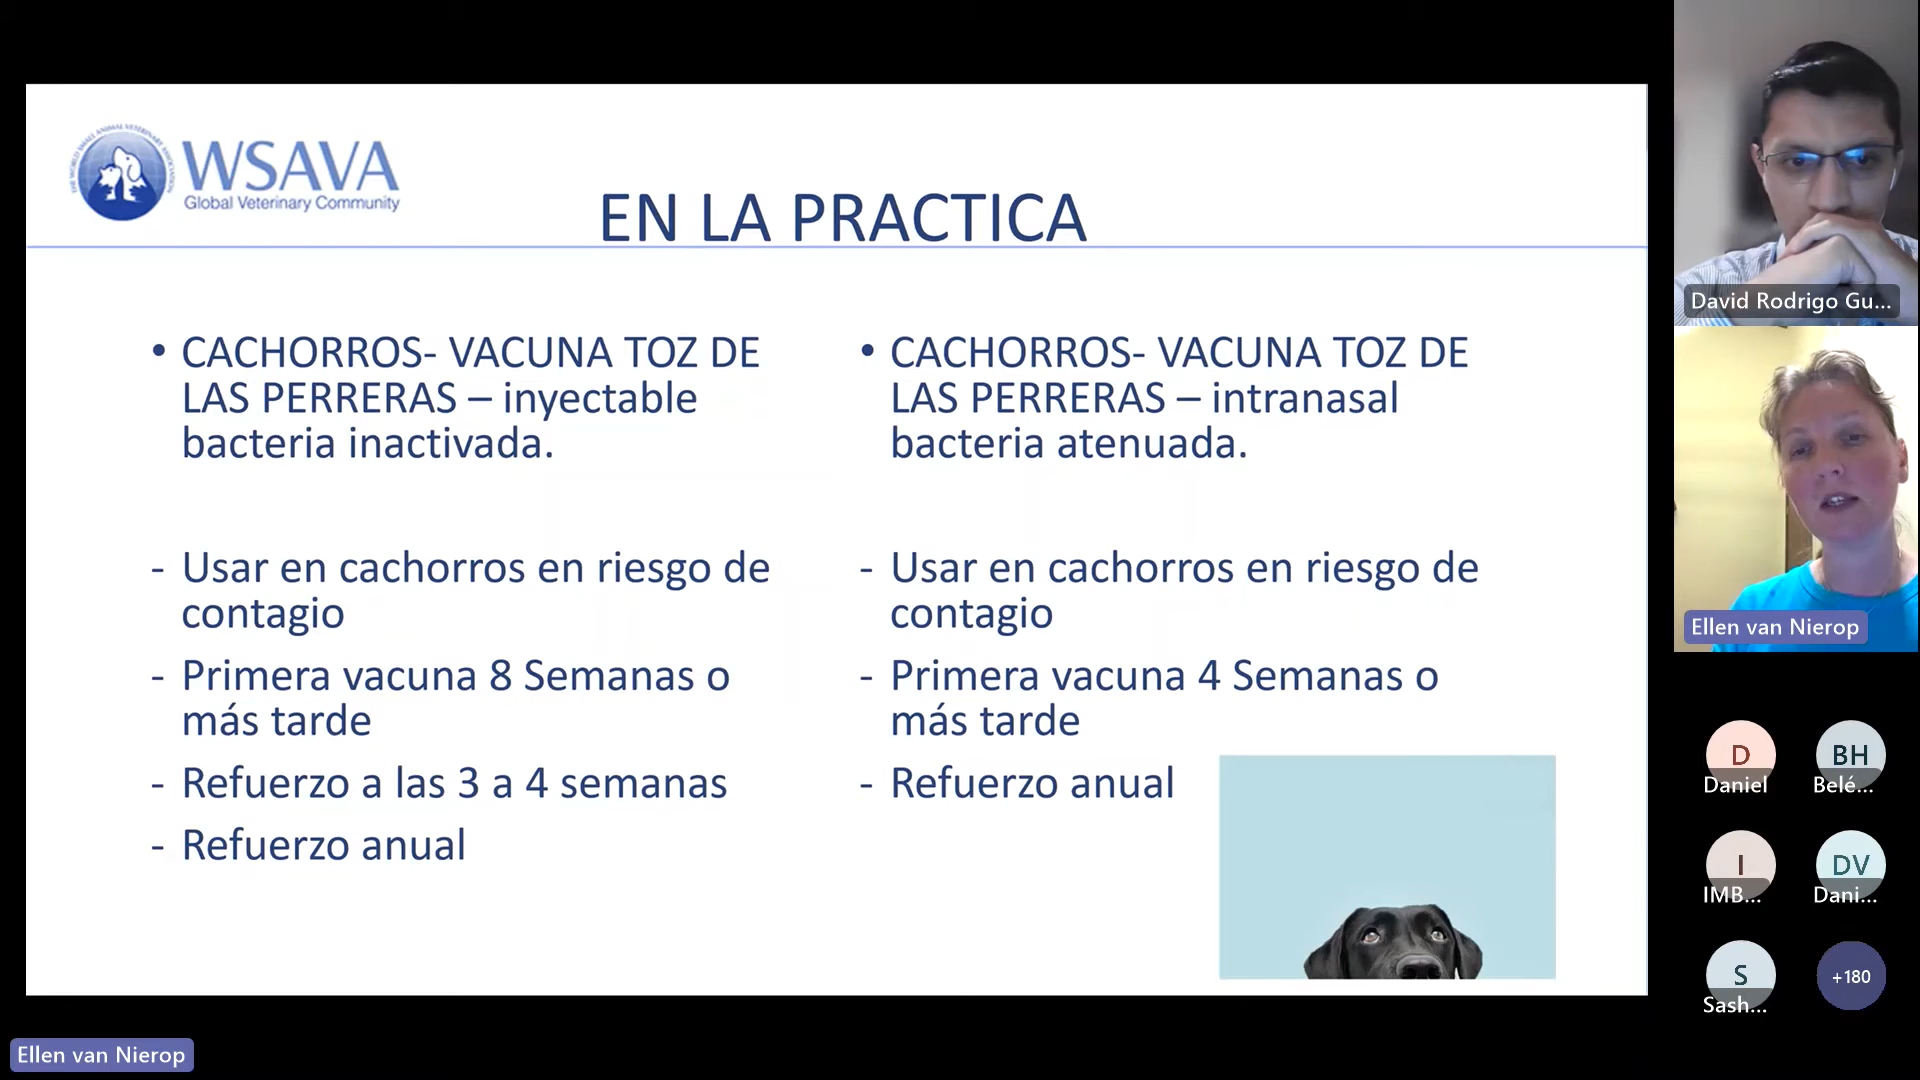 WSAVA
Global Veterinary Community
EN LA PRACTICA
• CACHORROS- VACUNA TOZ DE
LAS PERRERAS – inyectable
bacteria inactivada.
- Usar en cachorros en riesgo de
contagio
- Primera vacuna 8 Semanas o
más tarde
- Refuerzo a las 3 a 4 semanas
- Refuerzo anual
• CACHORROS- VACUNA TOZ DE
LAS PERRERAS – intranasal
bacteria atenuada.
- Usar en cachorros en riesgo de
contagio
- Primera vacuna 4 Semanas o
más tarde
- Refuerzo anual
David Rodrigo Gu...
Ellen van Nierop
D
Daniel
BH
Belé...
I
IMB...
DV
Dani...
S
Sash...
+180
Ellen van Nierop